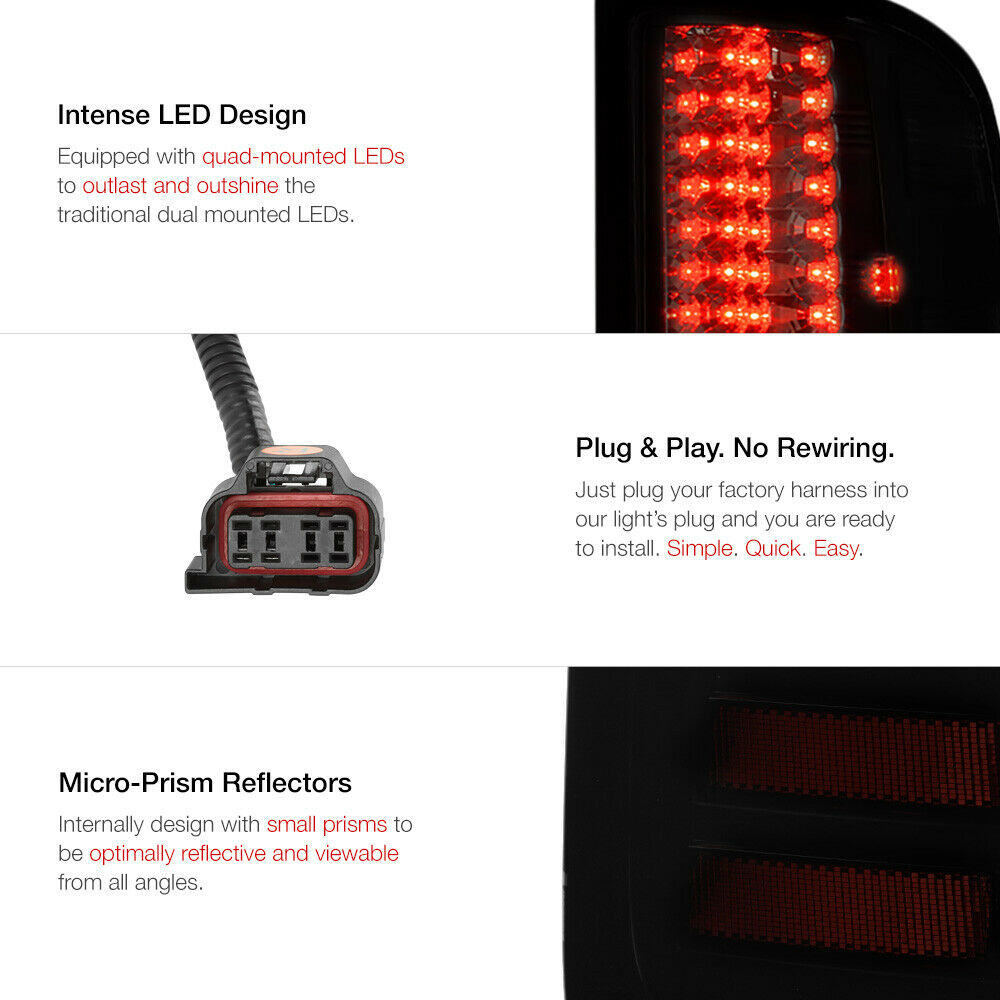 Intense LED Design
Equipped with quad-mounted LEDs
to outlast and outshine the
traditional dual mounted LEDs.
Plug & Play. No Rewiring.
Just plug your factory harness into
our light's plug and you are ready
to install. Simple. Quick. Easy.
Micro-Prism Reflectors
Internally design with small prisms to
be optimally reflective and viewable
from all angles.